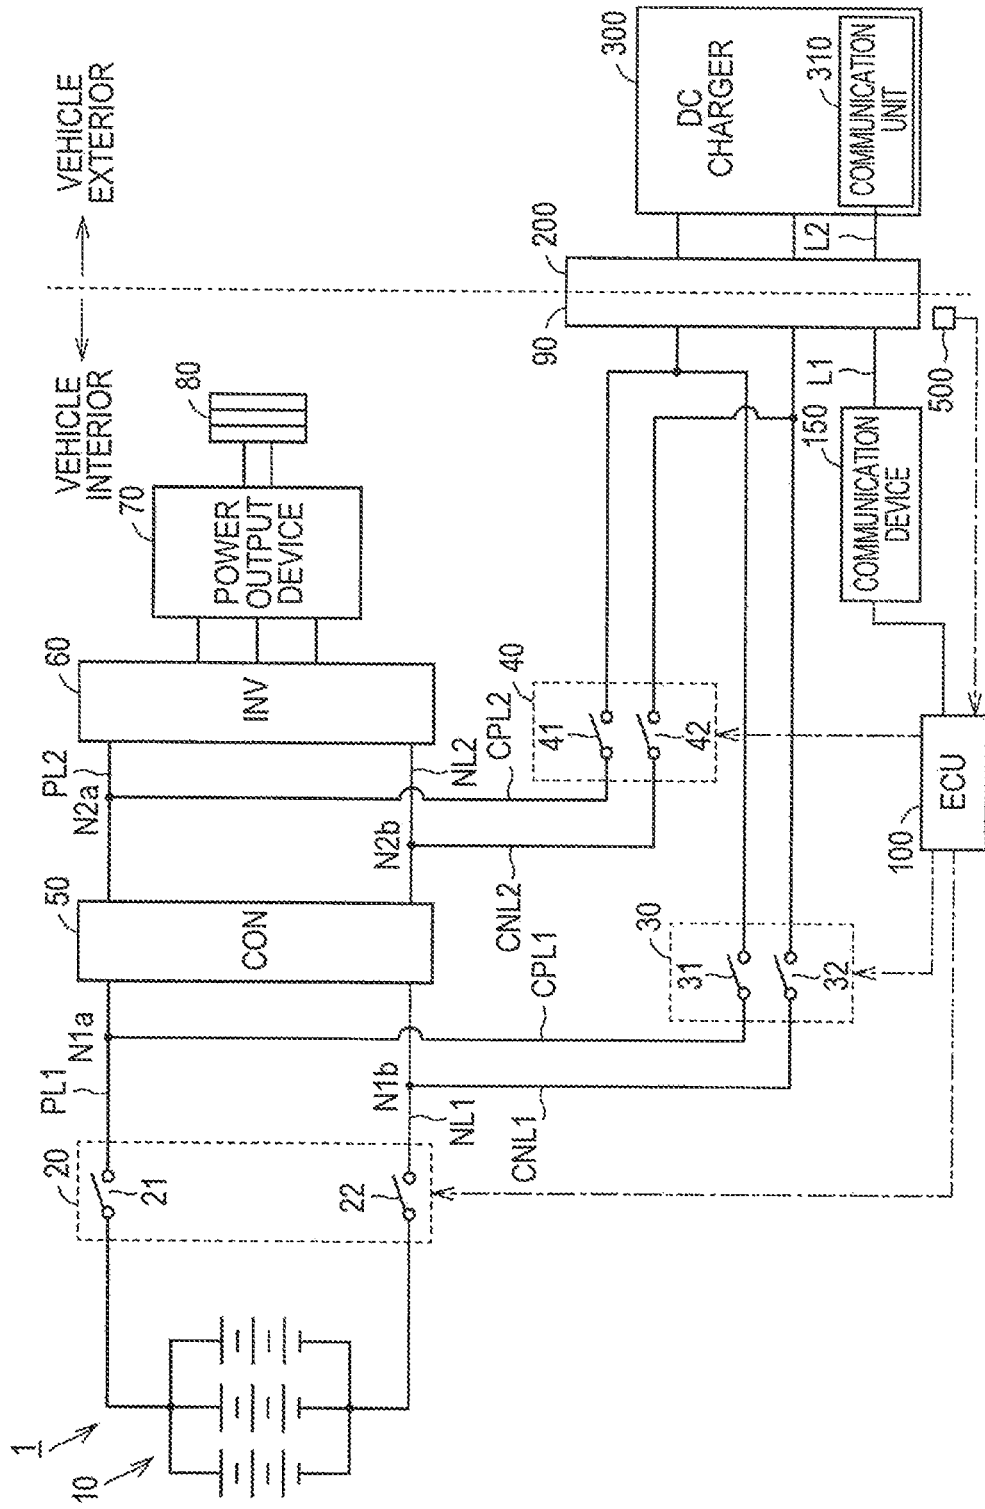 1
10
20
21
22
PL1
N1a
N1b
NL1
CNL1
CPL1
50
CON
30
31
32
CNL2
CPL2
N2a
PL2
N2b
NL2
60
INV
40
41
42
100
ECU
70
POWER
OUTPUT
DEVICE
80
150
COMMUNICATION
DEVICE
L1
500
90
200
L2
300
DC
CHARGER
310
COMMUNICATION
UNIT
VEHICLE
INTERIOR
VEHICLE
EXTERIOR